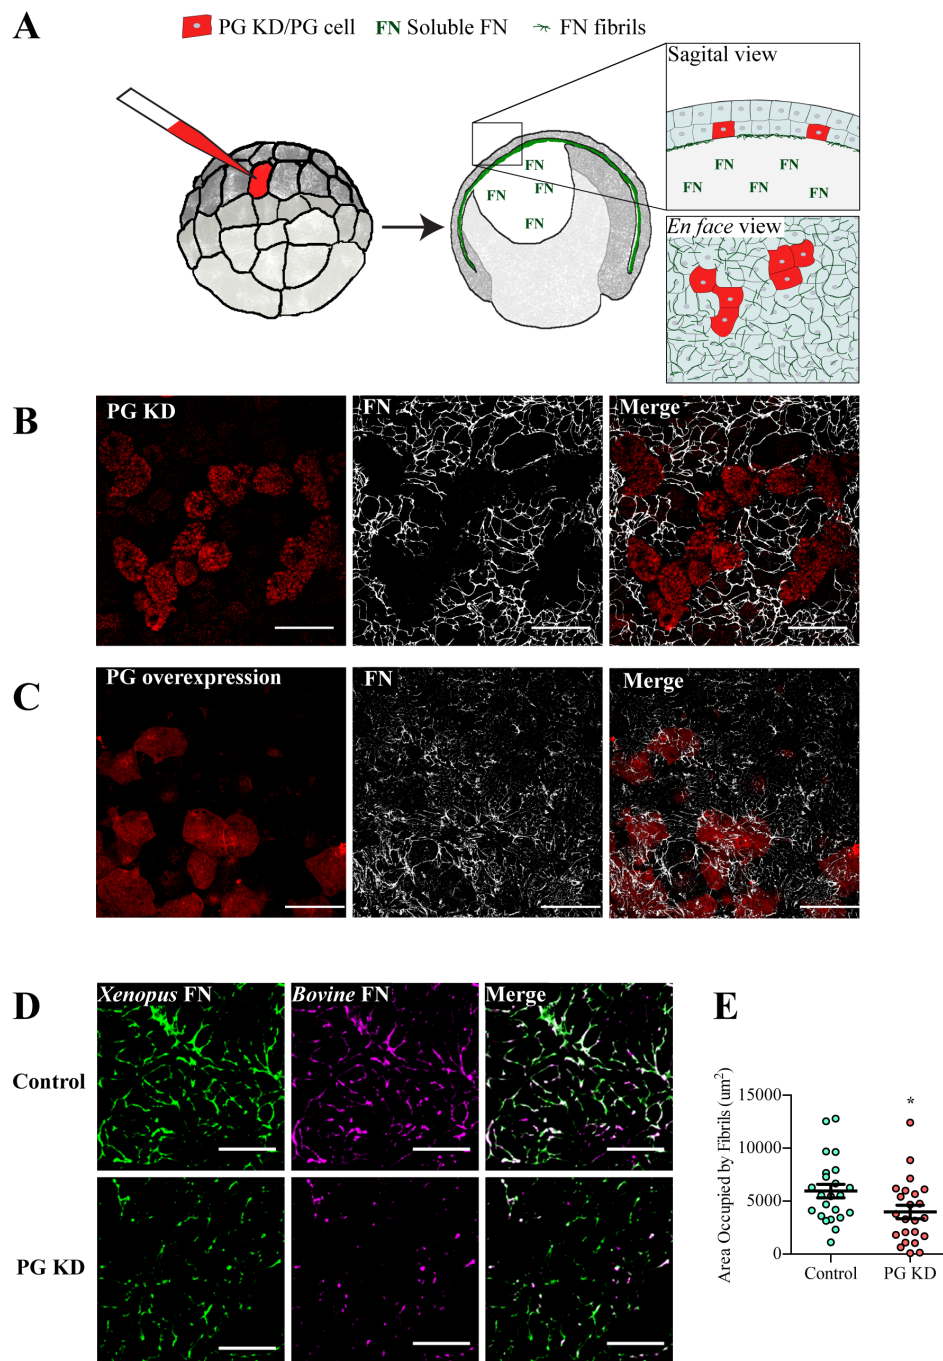 A
PG KD/PG cell FN Soluble FN FN fibrils
Sagital view
FN
FN FN
FN
FN FN
FN FN FN FN
En face view
B
PG KD FN Merge
C
PG overexpression FN Merge
D
Xenopus FN Bovine FN Merge
Control
PG KD
E
Area Occupied by Fibrils (um²)
15000
*
10000
5000
0
Control PG KD